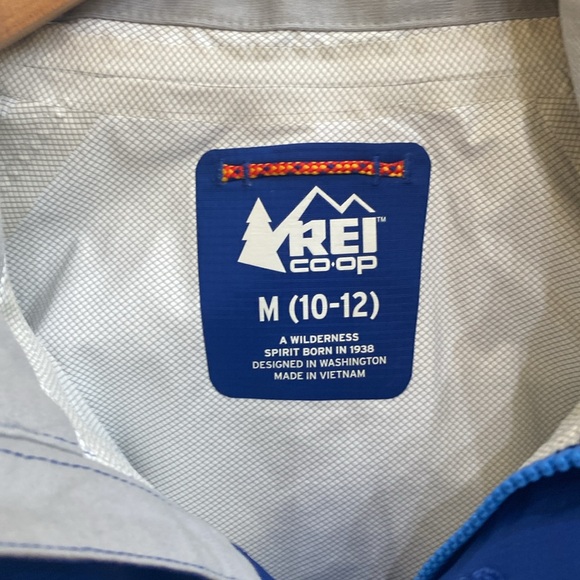 REI™
CO·OP
M (10-12)
A WILDERNESS
SPIRIT BORN IN 1938
DESIGNED IN WASHINGTON
MADE IN VIETNAM